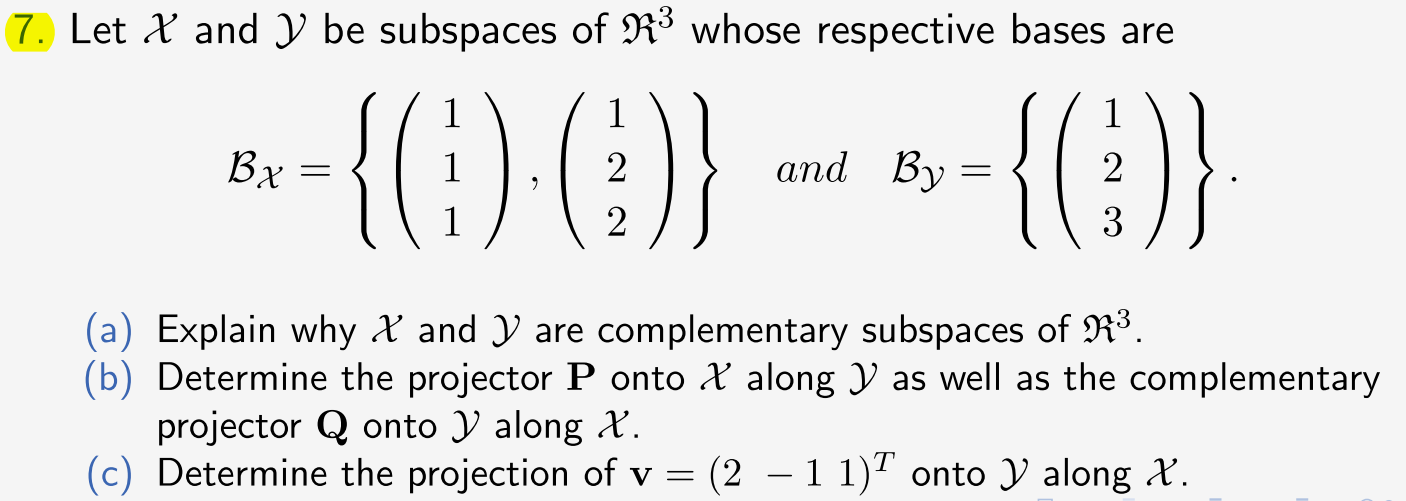 7. Let 𝒳 and 𝒴 be subspaces of ℜ³ whose respective bases are
ℬ_𝒳 = { ( 1 1 1 ) , ( 1 2 2 ) } and ℬ_𝒴 = { ( 1 2 3 ) } .
(a) Explain why 𝒳 and 𝒴 are complementary subspaces of ℜ³.
(b) Determine the projector P onto 𝒳 along 𝒴 as well as the complementary
projector Q onto 𝒴 along 𝒳.
(c) Determine the projection of v = (2 −1 1)ᵀ onto 𝒴 along 𝒳.